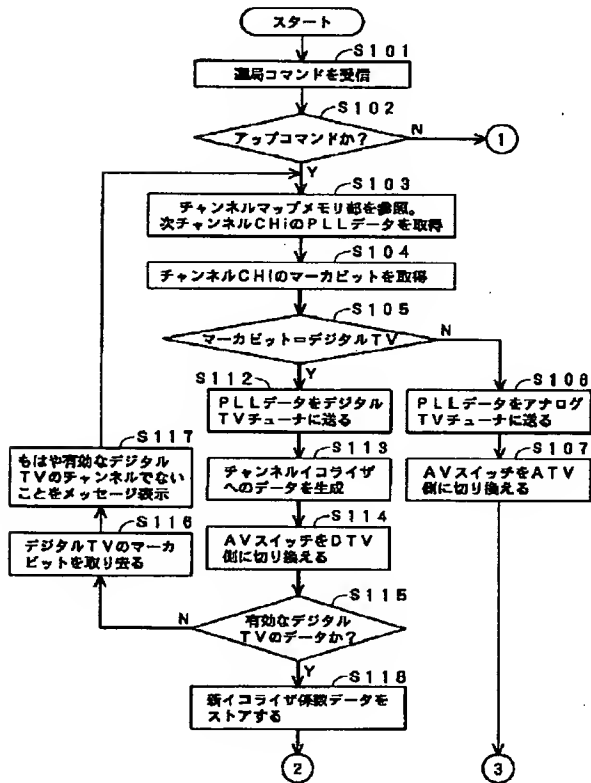 スタート
S101
選局コマンドを受信
S102
アップコマンドか?
N
1
Y
S103
チャンネルマップメモリ部を参照。
次チャンネルCHiのPLLデータを取得
S104
チャンネルCHiのマーカビットを取得
S105
マーカビット=デジタルTV
N
S112
Y
S106
PLLデータをデジタル
TVチューナに送る
PLLデータをアナログ
TVチューナに送る
S117
もはや有効なデジタル
TVのチャンネルでない
ことをメッセージ表示
S113
チャンネルイコライザ
へのデータを生成
S107
AVスイッチをATV
側に切り換える
S116
デジタルTVのマーカ
ビットを取り去る
S114
AVスイッチをDTV
側に切り換える
S115
N
有効なデジタル
TVのデータか?
Y
S118
新イコライザ係数データを
ストアする
2
3